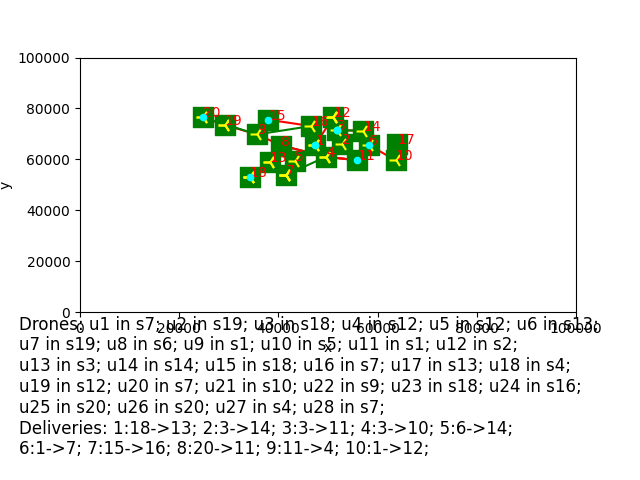 100000
80000
60000
40000
20000
0
y
0 20000 40000 60000 80000 100000
x
12
14
17
19
Drones: u1 in s7; u2 in s19; u3 in s18; u4 in s12; u5 in s12; u6 in s13;
u7 in s19; u8 in s6; u9 in s1; u10 in s5; u11 in s1; u12 in s2;
u13 in s3; u14 in s14; u15 in s18; u16 in s7; u17 in s13; u18 in s4;
u19 in s12; u20 in s7; u21 in s10; u22 in s9; u23 in s18; u24 in s16;
u25 in s20; u26 in s20; u27 in s4; u28 in s7;
Deliveries: 1:18->13; 2:3->14; 3:3->11; 4:3->10; 5:6->14;
6:1->7; 7:15->16; 8:20->11; 9:11->4; 10:1->12;